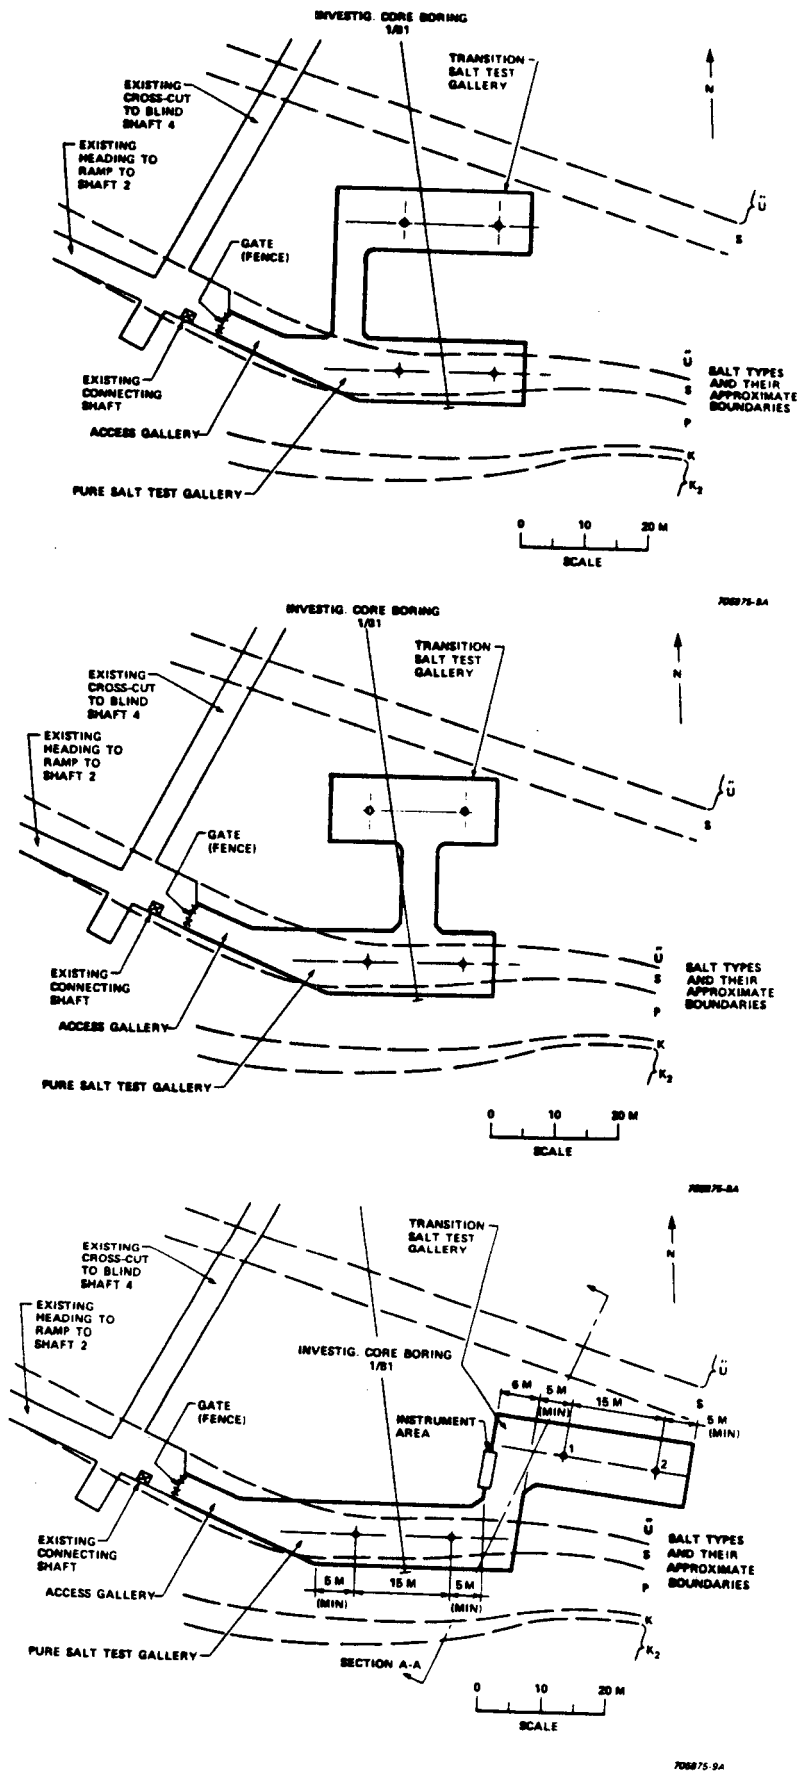 INVESTIG. CORE BORING
1/81
TRANSITION
SALT TEST
GALLERY
EXISTING
CROSS-CUT
TO BLIND
SHAFT 4
N
EXISTING
HEADING TO
RAMP TO
SHAFT 2
Ü
S
GATE
(FENCE)
Ü
S
P
K
K2
SALT TYPES
AND THEIR
APPROXIMATE
BOUNDARIES
EXISTING
CONNECTING
SHAFT
ACCESS GALLERY
PURE SALT TEST GALLERY
0 10 20 M
SCALE
706875-8A
INVESTIG. CORE BORING
1/81
TRANSITION
SALT TEST
GALLERY
EXISTING
CROSS-CUT
TO BLIND
SHAFT 4
N
EXISTING
HEADING TO
RAMP TO
SHAFT 2
Ü
S
GATE
(FENCE)
Ü
S
P
K
K2
SALT TYPES
AND THEIR
APPROXIMATE
BOUNDARIES
EXISTING
CONNECTING
SHAFT
ACCESS GALLERY
PURE SALT TEST GALLERY
0 10 20 M
SCALE
TRANSITION
SALT TEST
GALLERY
EXISTING
CROSS-CUT
TO BLIND
SHAFT 4
N
EXISTING
HEADING TO
RAMP TO
SHAFT 2
INVESTIG. CORE BORING
1/81
Ü
S
6 M
5 M
(MIN)
15 M
5 M
(MIN)
GATE
(FENCE)
INSTRUMENT
AREA
1
2
Ü
S
P
K
K2
SALT TYPES
AND THEIR
APPROXIMATE
BOUNDARIES
EXISTING
CONNECTING
SHAFT
ACCESS GALLERY
5 M
(MIN)
15 M
5 M
(MIN)
PURE SALT TEST GALLERY
SECTION A-A
0 10 20 M
SCALE
706875-9A